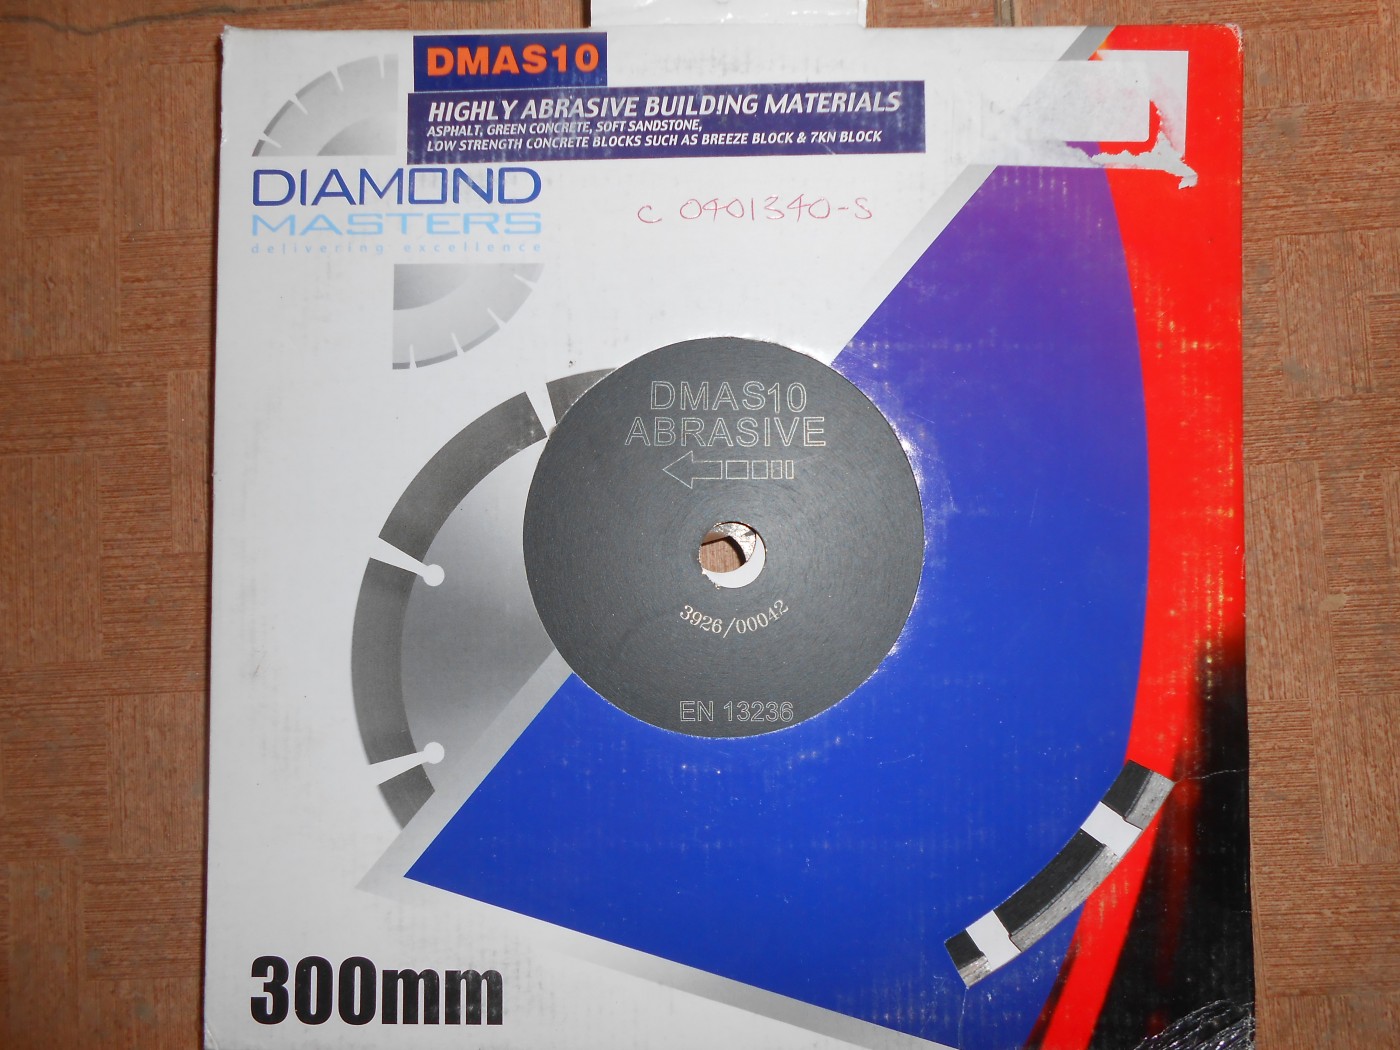 DMAS10
HIGHLY ABRASIVE BUILDING MATERIALS
ASPHALT, GREEN CONCRETE, SOFT SANDSTONE,
LOW STRENGTH CONCRETE BLOCKS SUCH AS BREEZE BLOCK & 7KN BLOCK
DIAMOND
MASTERS
delivering excellence
C 0401340-S
DMAS10
ABRASIVE
3926/00042
EN 13236
300mm